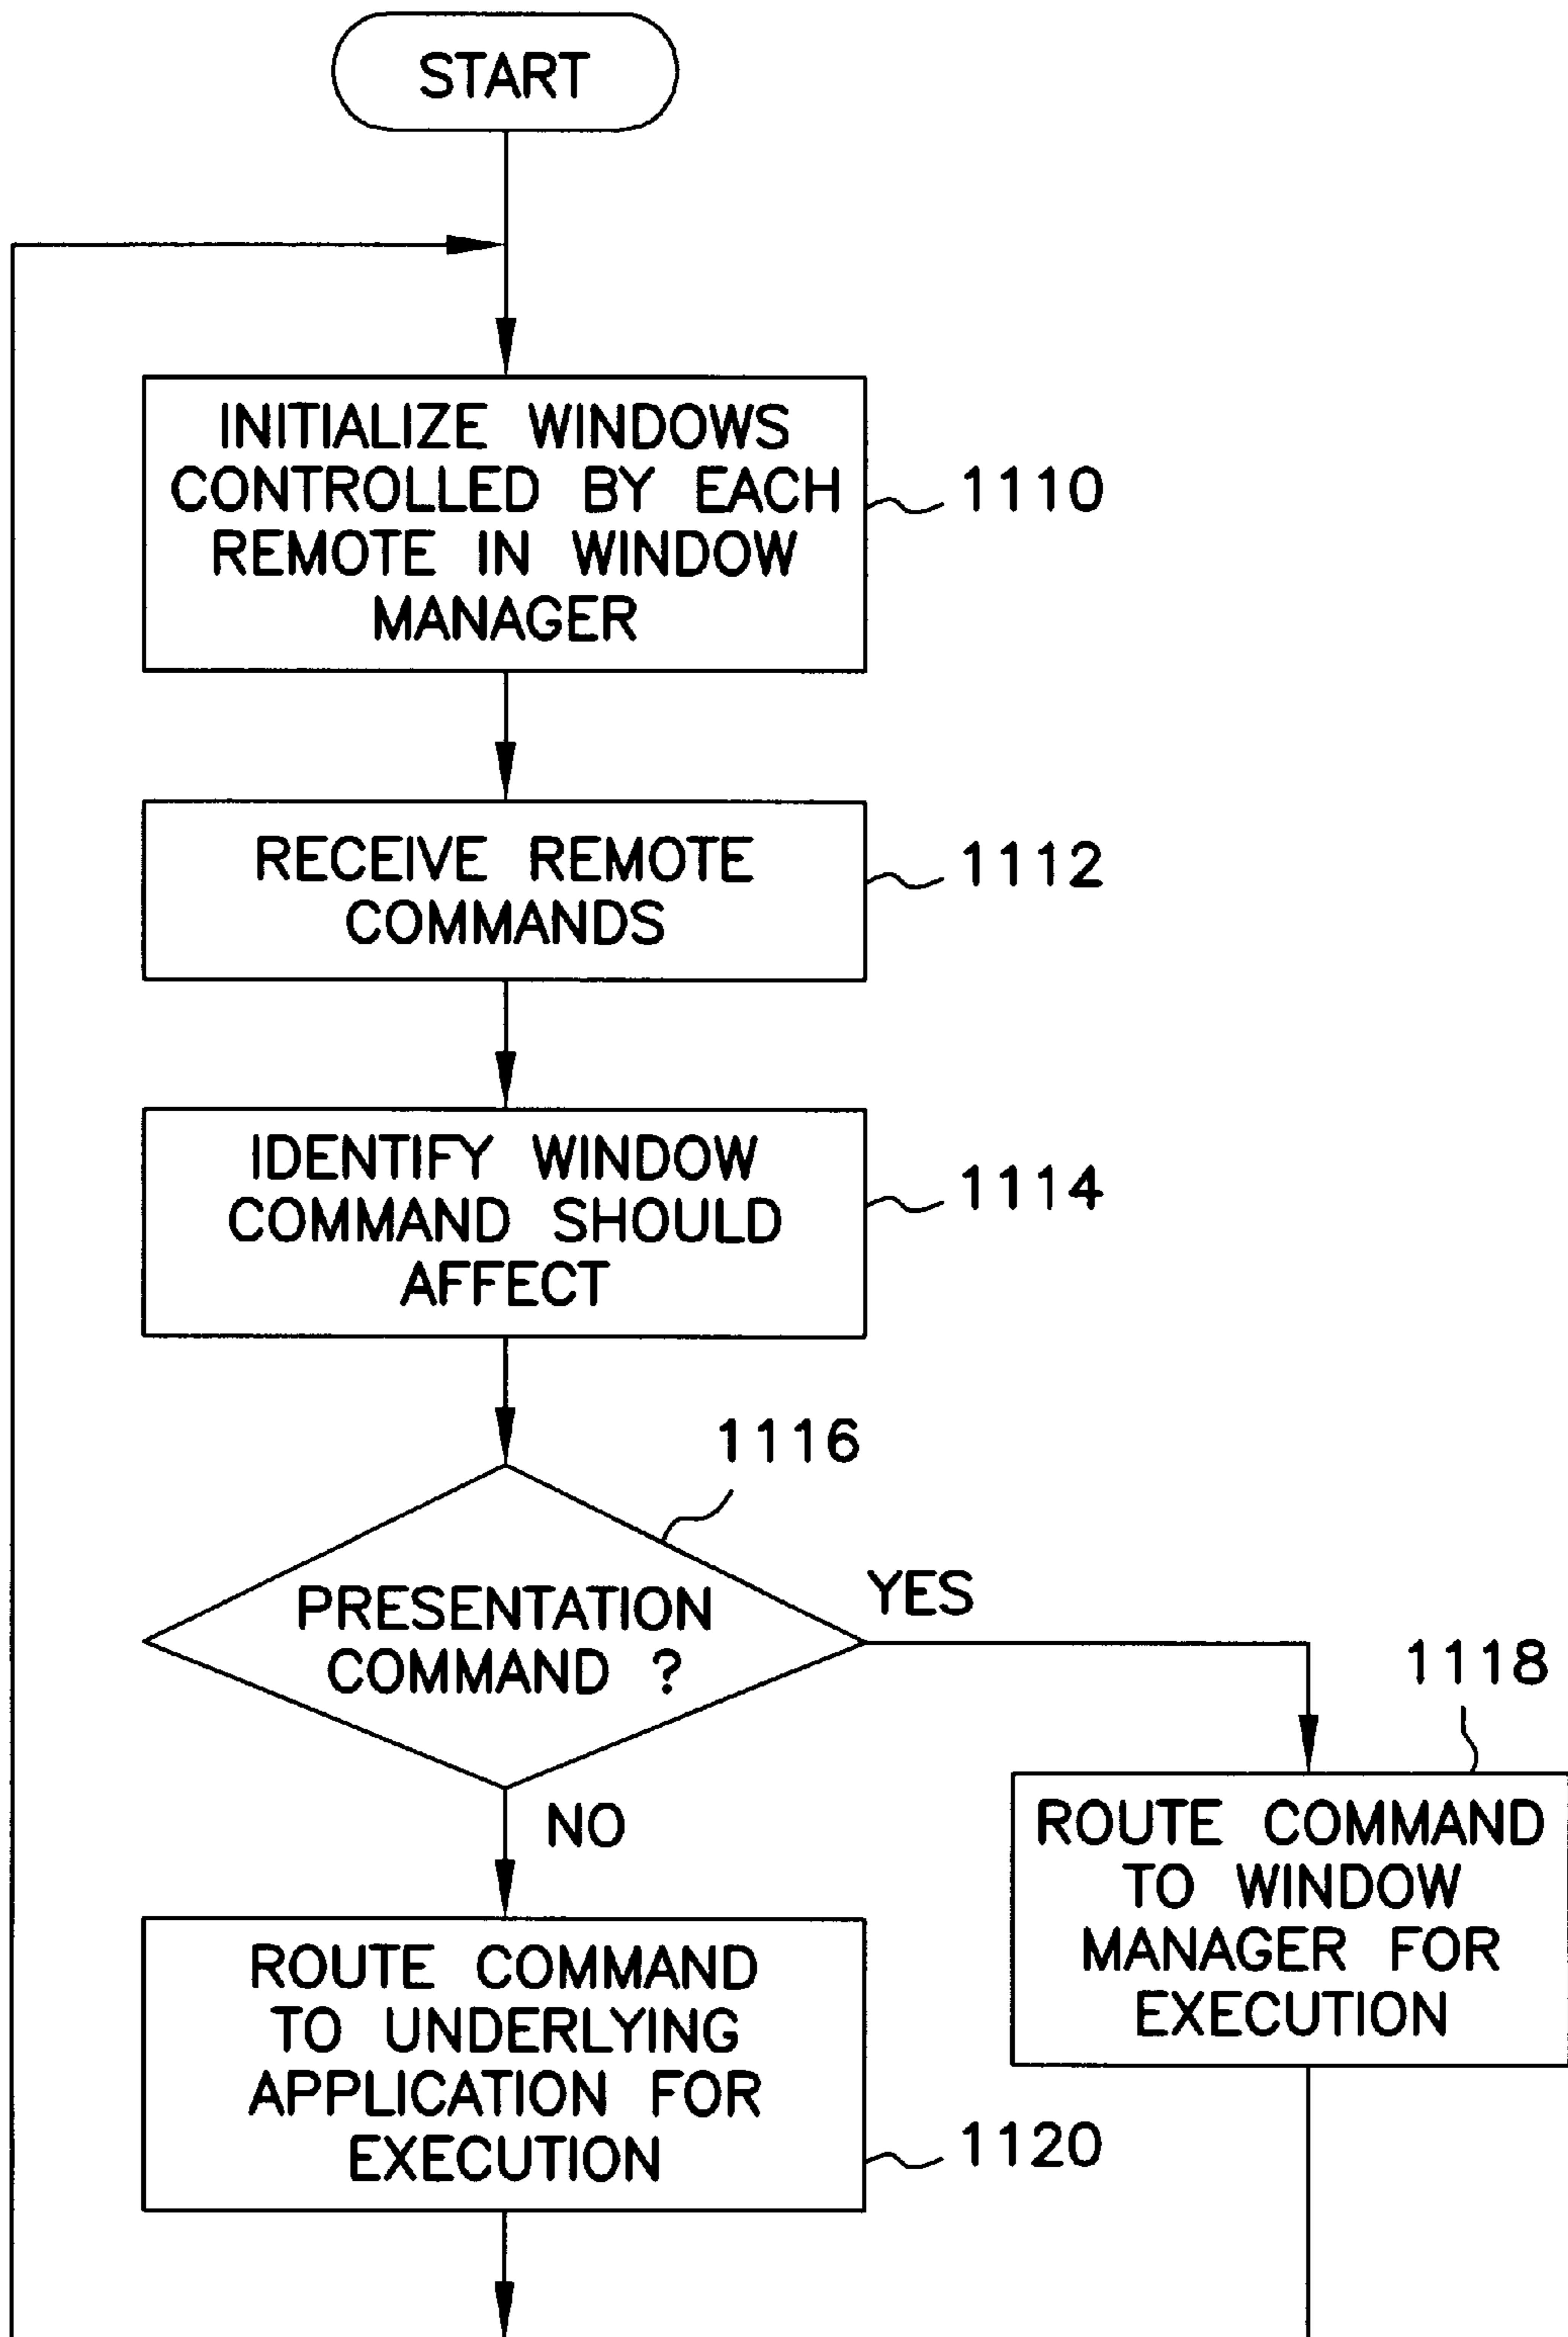 START
INITIALIZE WINDOWS
CONTROLLED BY EACH
REMOTE IN WINDOW
MANAGER
1110
RECEIVE REMOTE
COMMANDS
1112
IDENTIFY WINDOW
COMMAND SHOULD
AFFECT
1114
1116
PRESENTATION
COMMAND ?
YES
NO
1118
ROUTE COMMAND
TO WINDOW
MANAGER FOR
EXECUTION
ROUTE COMMAND
TO UNDERLYING
APPLICATION FOR
EXECUTION
1120